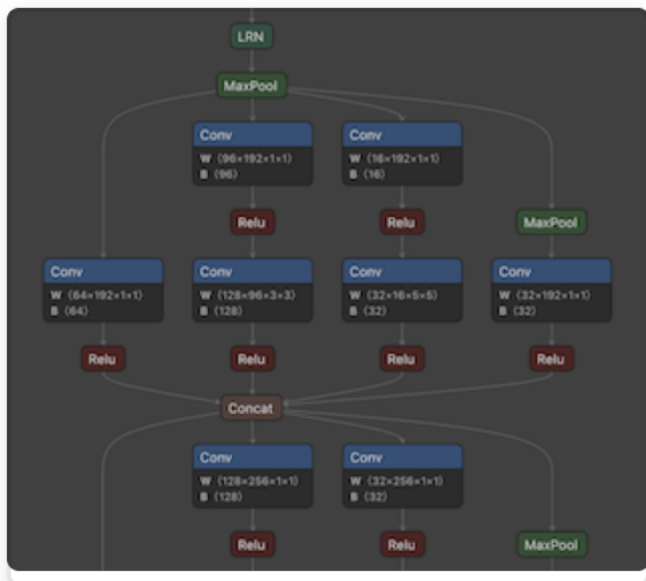 LRN
MaxPool
Conv
W ⟨96×192×1×1⟩
B ⟨96⟩
Conv
W ⟨16×192×1×1⟩
B ⟨16⟩
Relu
Relu
MaxPool
Conv
W ⟨64×192×1×1⟩
B ⟨64⟩
Conv
W ⟨128×96×3×3⟩
B ⟨128⟩
Conv
W ⟨32×16×5×5⟩
B ⟨32⟩
Conv
W ⟨32×192×1×1⟩
B ⟨32⟩
Relu
Relu
Relu
Relu
Concat
Conv
W ⟨128×256×1×1⟩
B ⟨128⟩
Conv
W ⟨32×256×1×1⟩
B ⟨32⟩
Relu
Relu
MaxPool